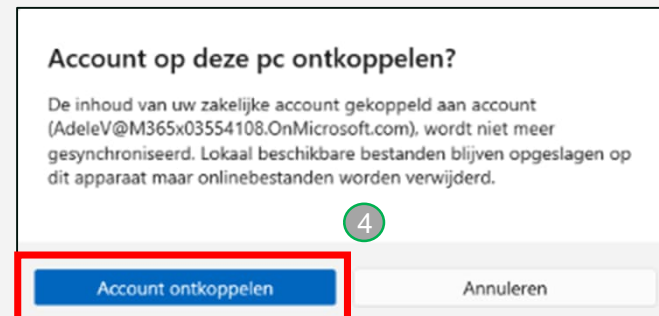 Account op deze pc ontkoppelen?
De inhoud van uw zakelijke account gekoppeld aan account
(AdeleV@M365x03554108.OnMicrosoft.com), wordt niet meer
gesynchroniseerd. Lokaal beschikbare bestanden blijven opgeslagen op
dit apparaat maar onlinebestanden worden verwijderd.
4
Account ontkoppelen
Annuleren